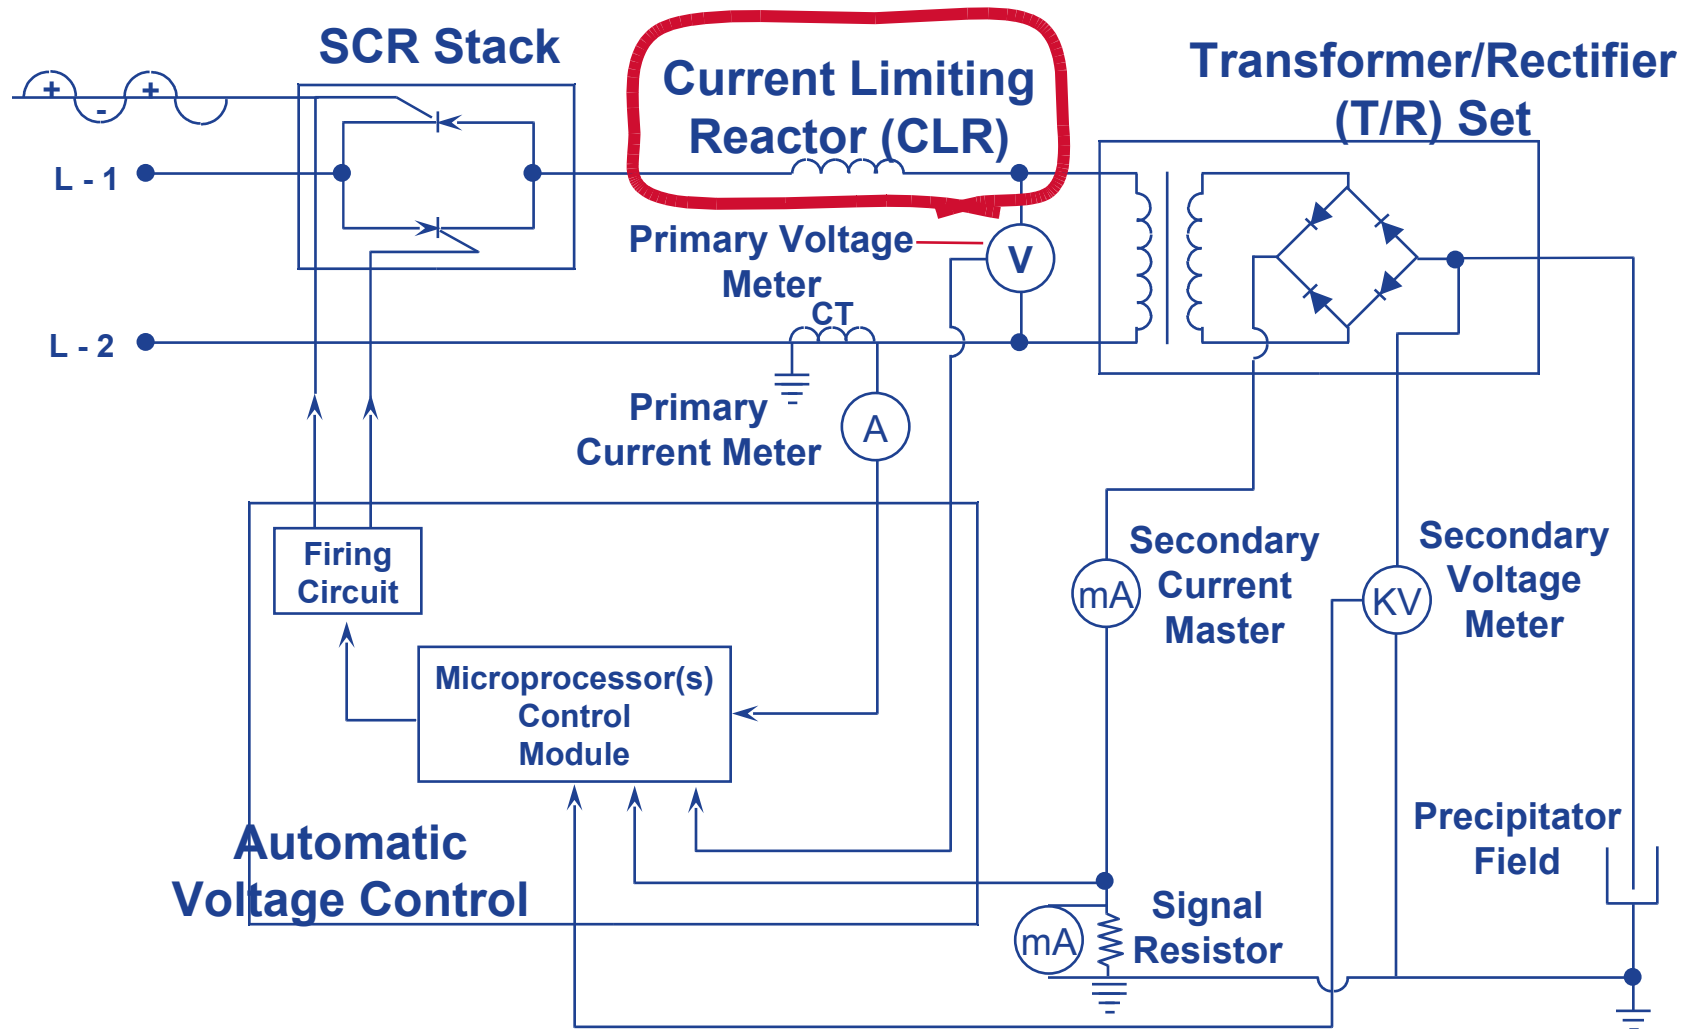 SCR Stack
Current Limiting
Reactor (CLR)
Transformer/Rectifier
(T/R) Set
+
-
+
L - 1
Primary Voltage
Meter
V
CT
L - 2
Primary
Current Meter
A
Firing
Circuit
Secondary
Current
Master
mA
Secondary
Voltage
Meter
KV
Microprocessor(s)
Control
Module
Automatic
Voltage Control
Precipitator
Field
Signal
Resistor
mA